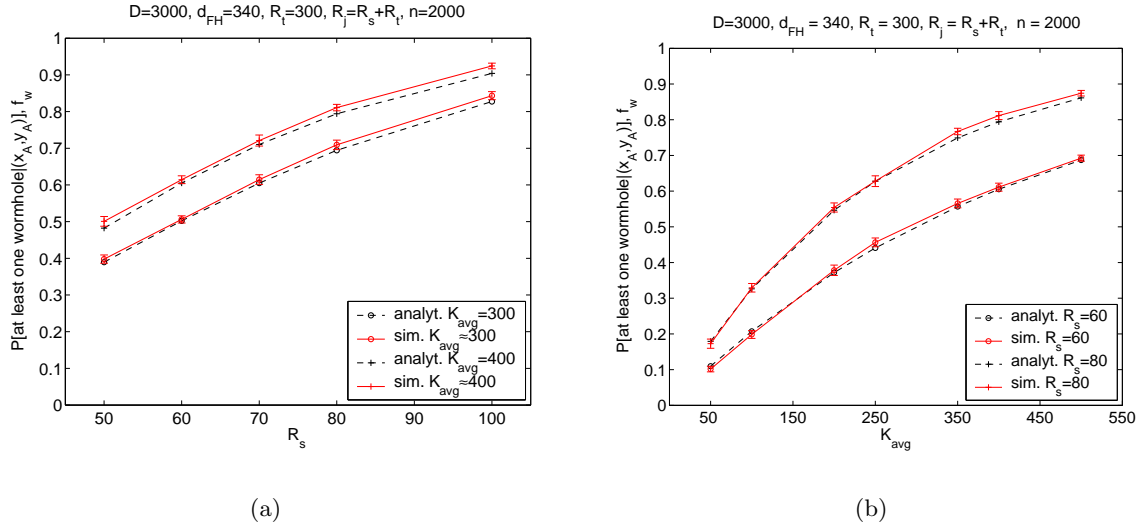 D=3000, d_FH=340, R_t=300, R_j=R_s+R_t, n=2000
P[at least one wormhole|(x_A,y_A)], f_w
1
0.9
0.8
0.7
0.6
0.5
0.4
0.3
0.2
0.1
0
analyt. K_avg=300
sim. K_avg≈300
analyt. K_avg=400
sim. K_avg≈400
50 60 70 80 90 100
R_s
(a)
D=3000, d_FH = 340, R_t = 300, R_j = R_s+R_t, n = 2000
P[at least one wormhole|(x_A,y_A)], f_w
1
0.9
0.8
0.7
0.6
0.5
0.4
0.3
0.2
0.1
0
analyt. R_s=60
sim. R_s=60
analyt. R_s=80
sim. R_s=80
50 150 250 350 450 550
K_avg
(b)